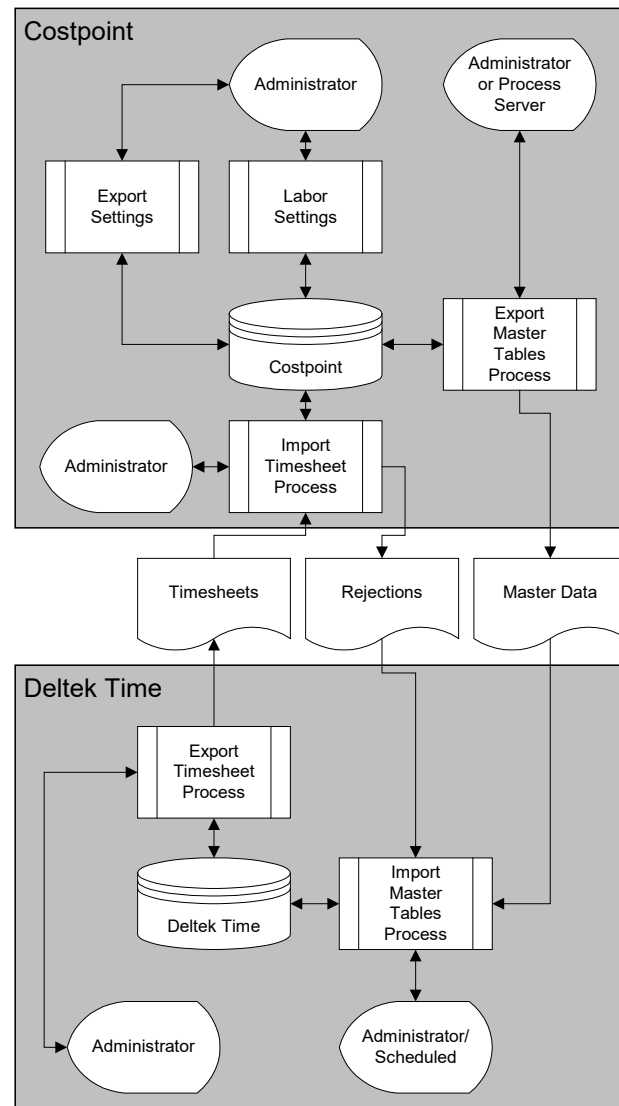 Costpoint
Administrator
Administrator
or Process
Server
Export
Settings
Labor
Settings
Export
Master
Tables
Process
Costpoint
Administrator
Import
Timesheet
Process
Timesheets
Rejections
Master Data
Deltek Time
Export
Timesheet
Process
Import
Master
Tables
Process
Deltek Time
Administrator
Administrator/
Scheduled